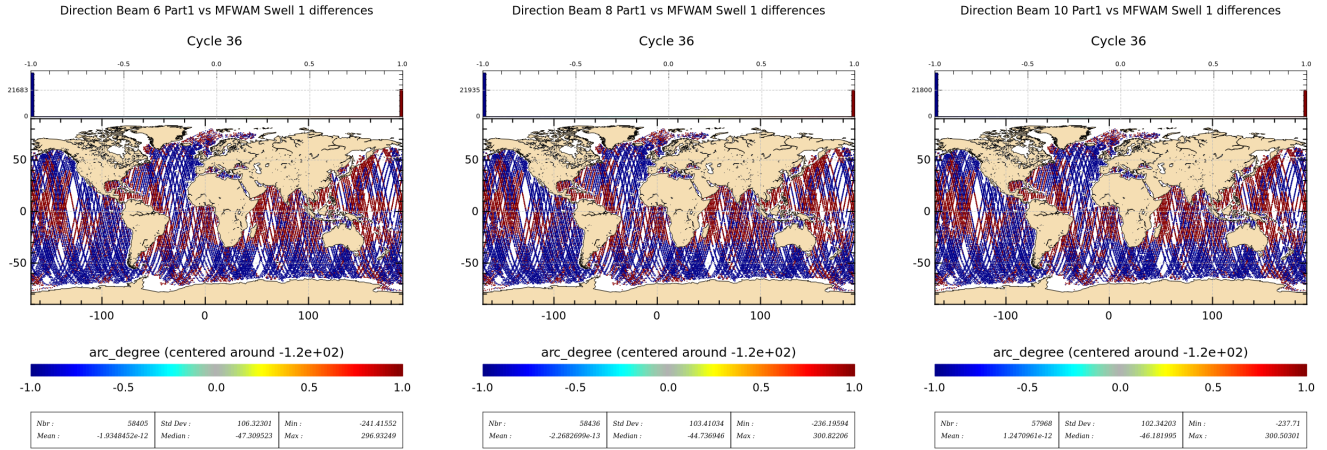 Direction Beam 6 Part1 vs MFWAM Swell 1 differences
Cycle 36
-1.0 -0.5 0.0 0.5 1.0
21683
0
50
0
-50
-100 0 100
arc_degree (centered around -1.2e+02)
-1.0 -0.5 0.0 0.5 1.0
Nbr : 58405 Std Dev : 106.32301 Min : -241.41552
Mean : -1.9348452e-12 Median : -47.309523 Max : 296.93249
Direction Beam 8 Part1 vs MFWAM Swell 1 differences
Cycle 36
-1.0 -0.5 0.0 0.5 1.0
21935
0
50
0
-50
-100 0 100
arc_degree (centered around -1.2e+02)
-1.0 -0.5 0.0 0.5 1.0
Nbr : 58436 Std Dev : 103.41034 Min : -236.19594
Mean : -2.2682699e-13 Median : -44.736946 Max : 300.82206
Direction Beam 10 Part1 vs MFWAM Swell 1 differences
Cycle 36
-1.0 -0.5 0.0 0.5 1.0
21800
0
50
0
-50
-100 0 100
arc_degree (centered around -1.2e+02)
-1.0 -0.5 0.0 0.5 1.0
Nbr : 57968 Std Dev : 102.34203 Min : -237.71
Mean : 1.2470961e-12 Median : -46.181995 Max : 300.50301